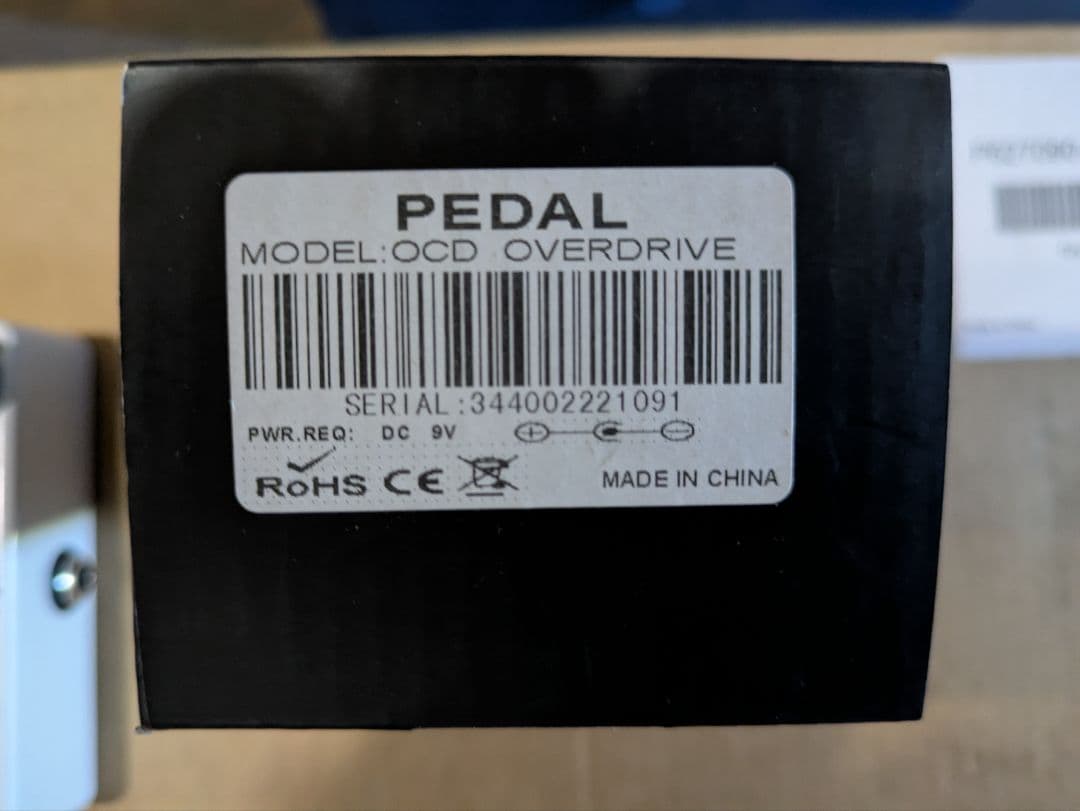 PEDAL
MODEL:OCD OVERDRIVE
SERIAL:344002221091
PWR.REQ: DC 9V + -
RoHS CE
MADE IN CHINA